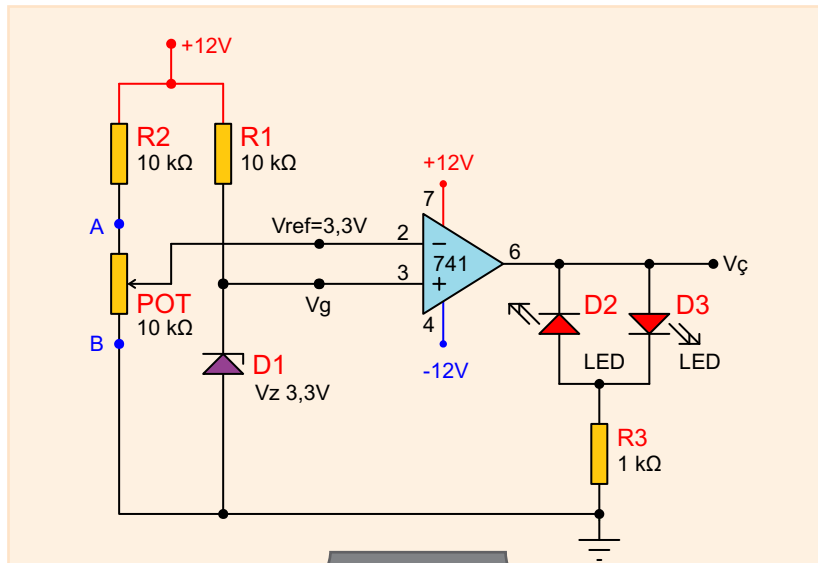 +12V
R2
10 kΩ
R1
10 kΩ
+12V
7
A
Vref=3,3V
2
6
741
Vç
3
POT
10 kΩ
Vg
4
D2
D3
B
D1
Vz 3,3V
-12V
LED
LED
R3
1 kΩ